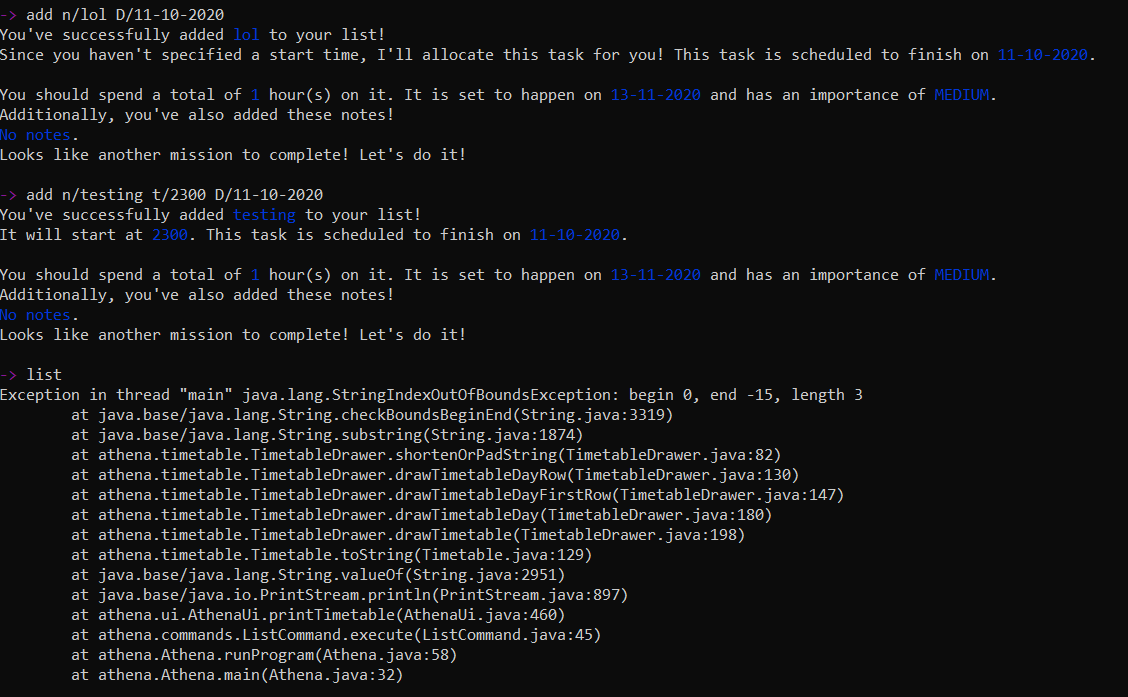 -> add n/lol D/11-10-2020
You've successfully added lol to your list!
Since you haven't specified a start time, I'll allocate this task for you! This task is scheduled to finish on 11-10-2020.
You should spend a total of 1 hour(s) on it. It is set to happen on 13-11-2020 and has an importance of MEDIUM.
Additionally, you've also added these notes!
No notes.
Looks like another mission to complete! Let's do it!
-> add n/testing t/2300 D/11-10-2020
You've successfully added testing to your list!
It will start at 2300. This task is scheduled to finish on 11-10-2020.
You should spend a total of 1 hour(s) on it. It is set to happen on 13-11-2020 and has an importance of MEDIUM.
Additionally, you've also added these notes!
No notes.
Looks like another mission to complete! Let's do it!
-> list
Exception in thread "main" java.lang.StringIndexOutOfBoundsException: begin 0, end -15, length 3
at java.base/java.lang.String.checkBoundsBeginEnd(String.java:3319)
at java.base/java.lang.String.substring(String.java:1874)
at athena.timetable.TimetableDrawer.shortenOrPadString(TimetableDrawer.java:82)
at athena.timetable.TimetableDrawer.drawTimetableDayRow(TimetableDrawer.java:130)
at athena.timetable.TimetableDrawer.drawTimetableDayFirstRow(TimetableDrawer.java:147)
at athena.timetable.TimetableDrawer.drawTimetableDay(TimetableDrawer.java:180)
at athena.timetable.TimetableDrawer.drawTimetable(TimetableDrawer.java:198)
at athena.timetable.Timetable.toString(Timetable.java:129)
at java.base/java.lang.String.valueOf(String.java:2951)
at java.base/java.io.PrintStream.println(PrintStream.java:897)
at athena.ui.AthenaUi.printTimetable(AthenaUi.java:460)
at athena.commands.ListCommand.execute(ListCommand.java:45)
at athena.Athena.runProgram(Athena.java:58)
at athena.Athena.main(Athena.java:32)